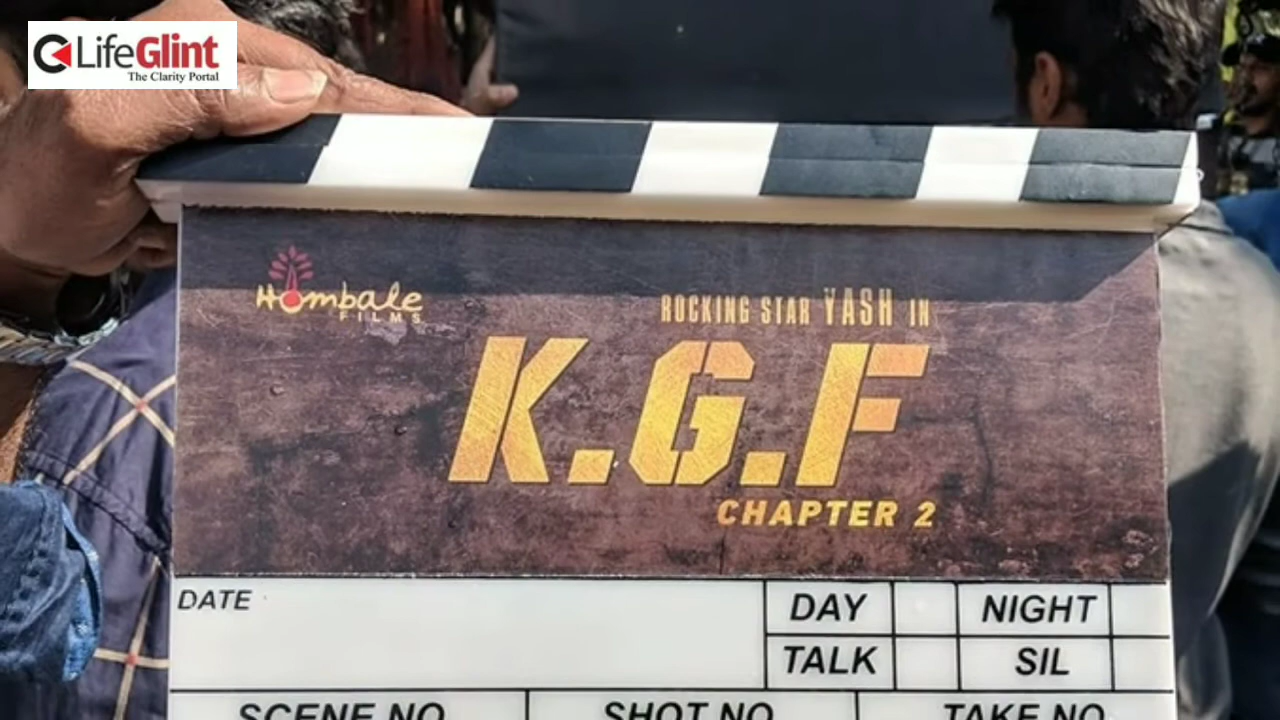 LifeGlint
The Clarity Portal
Hombale
FILMS
ROCKING STAR YASH IN
K.G.F
CHAPTER 2
DATE
DAY
NIGHT
TALK
SIL
SCENE NO
SHOT NO
TAKE NO